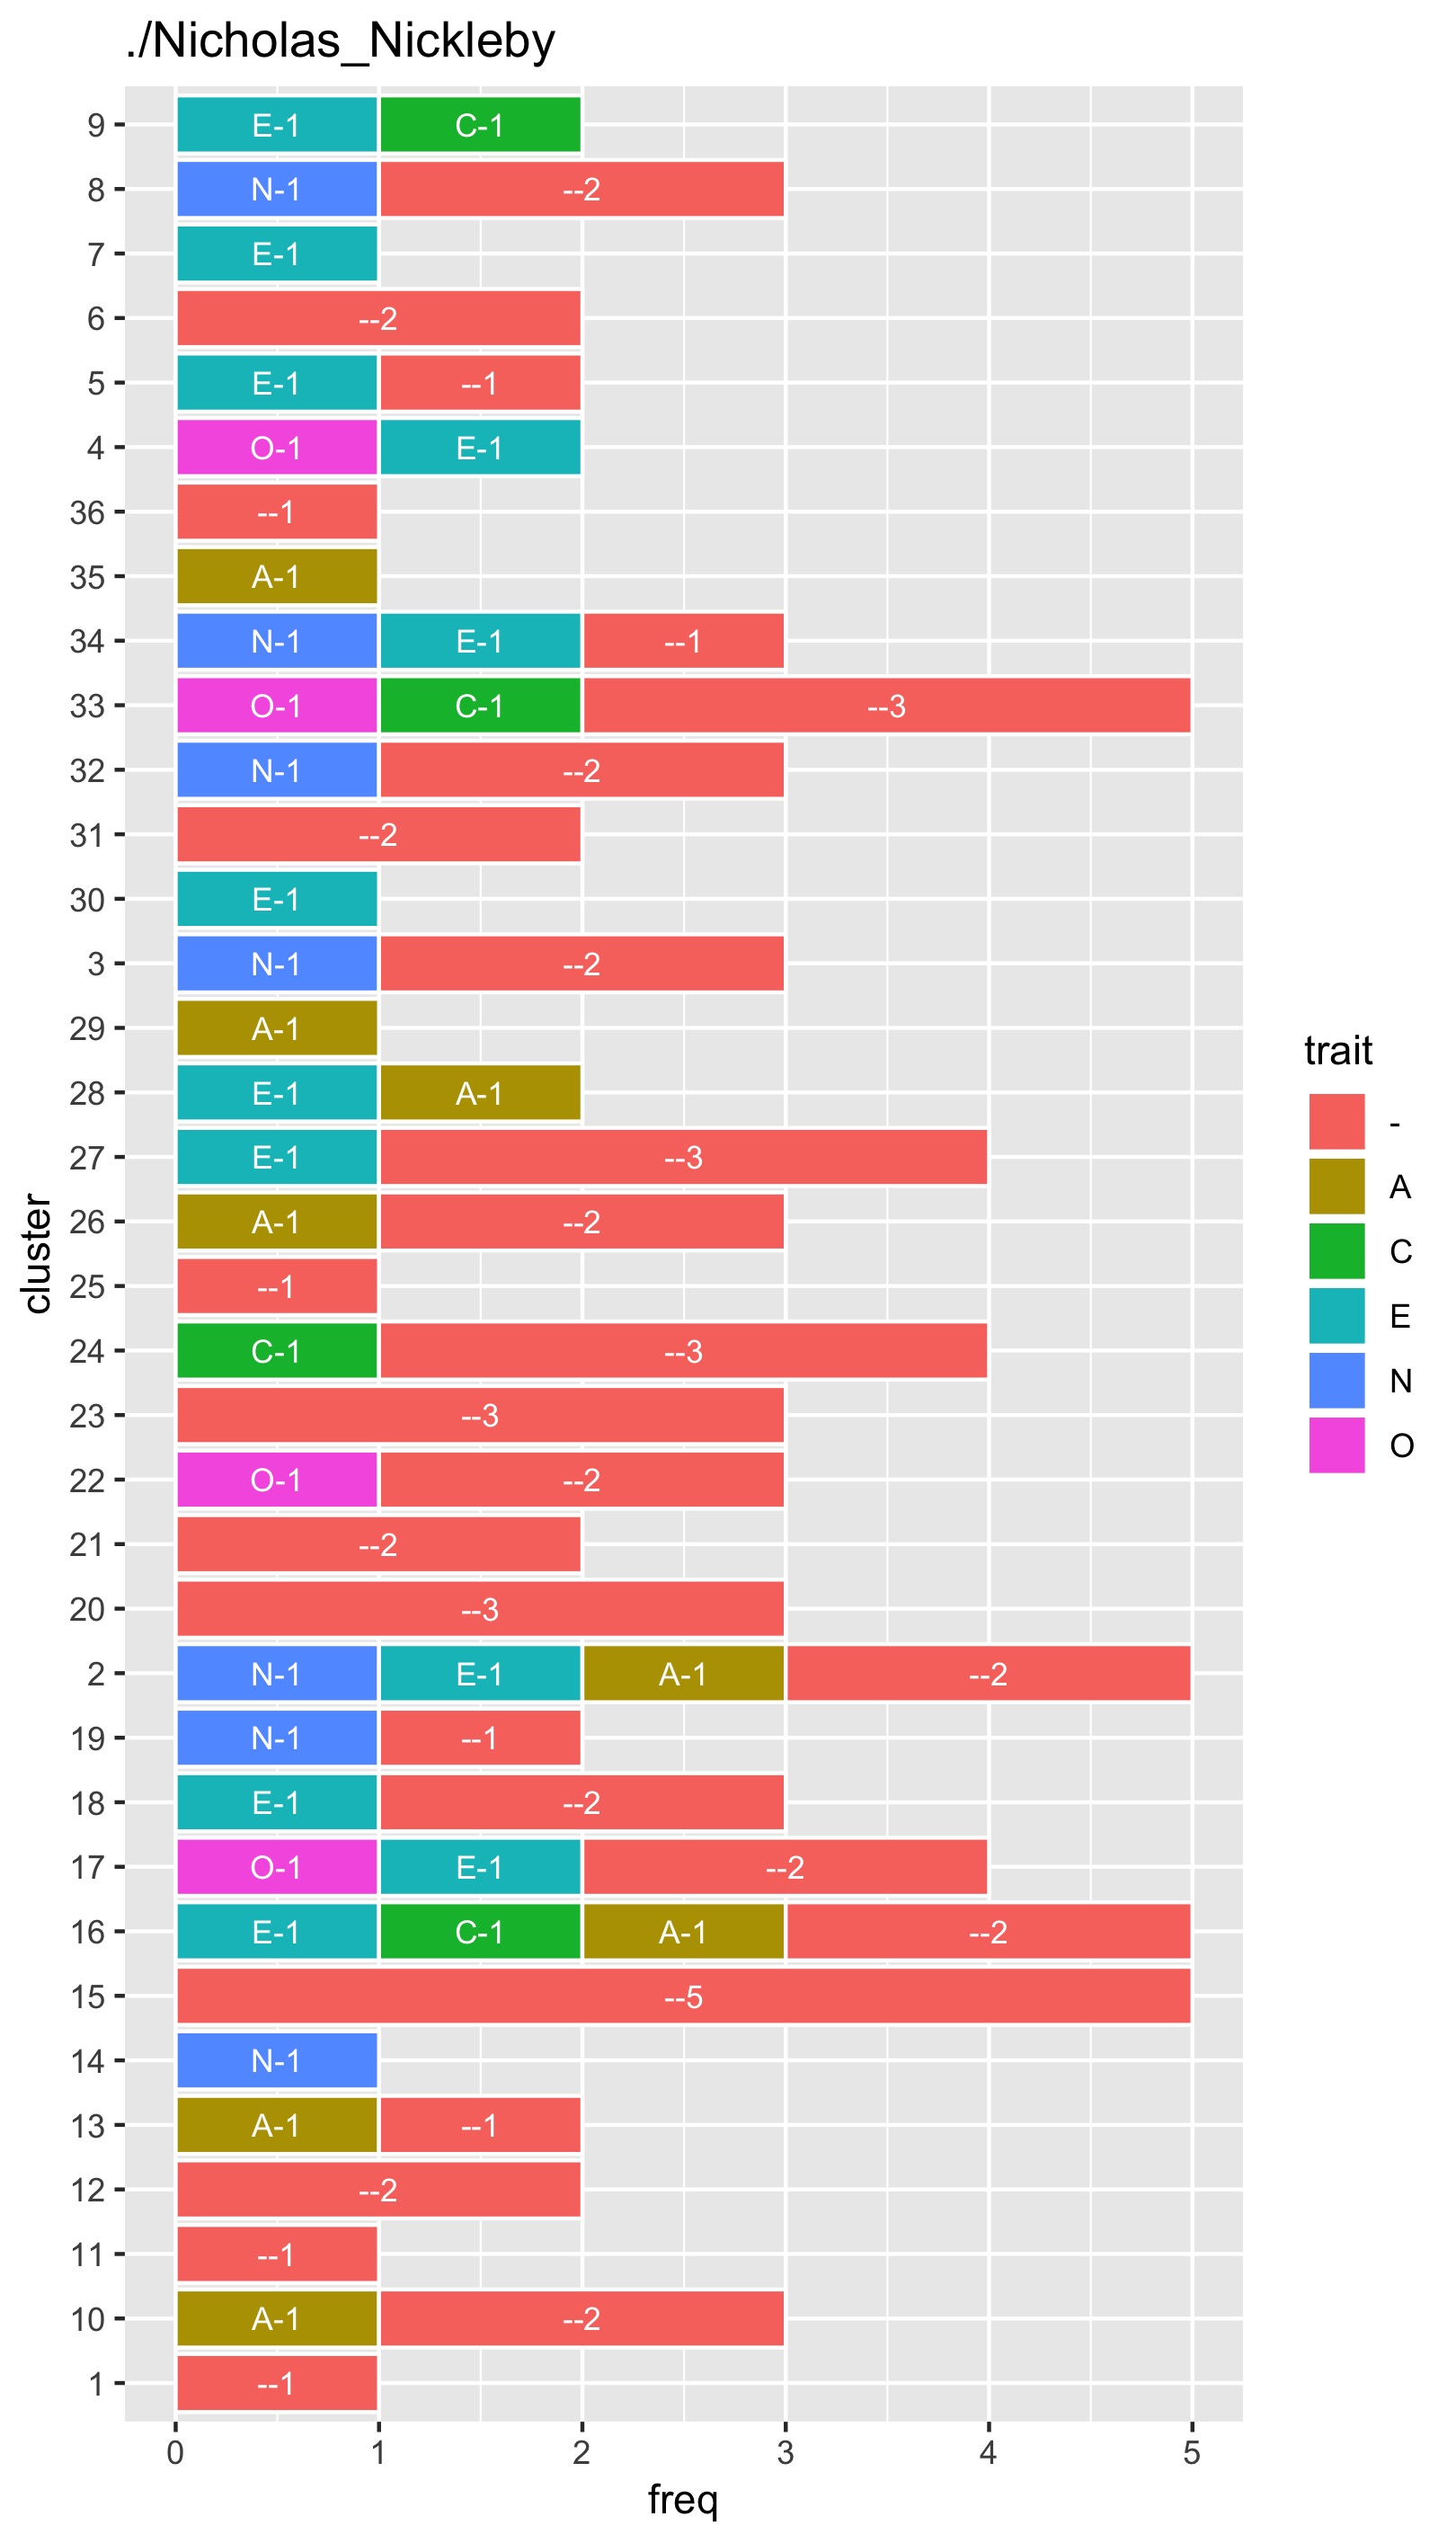 ./Nicholas_Nickleby
9 E-1 C-1
8 N-1 --2
7 E-1
6 --2
5 E-1 --1
4 O-1 E-1
36 --1
35 A-1
34 N-1 E-1 --1
33 O-1 C-1 --3
32 N-1 --2
31 --2
30 E-1
3 N-1 --2
29 A-1
28 E-1 A-1
27 E-1 --3
26 A-1 --2
25 --1
24 C-1 --3
23 --3
22 O-1 --2
21 --2
20 --3
2 N-1 E-1 A-1 --2
19 N-1 --1
18 E-1 --2
17 O-1 E-1 --2
16 E-1 C-1 A-1 --2
15 --5
14 N-1
13 A-1 --1
12 --2
11 --1
10 A-1 --2
1 --1
0 1 2 3 4 5
freq
cluster
trait
-
A
C
E
N
O